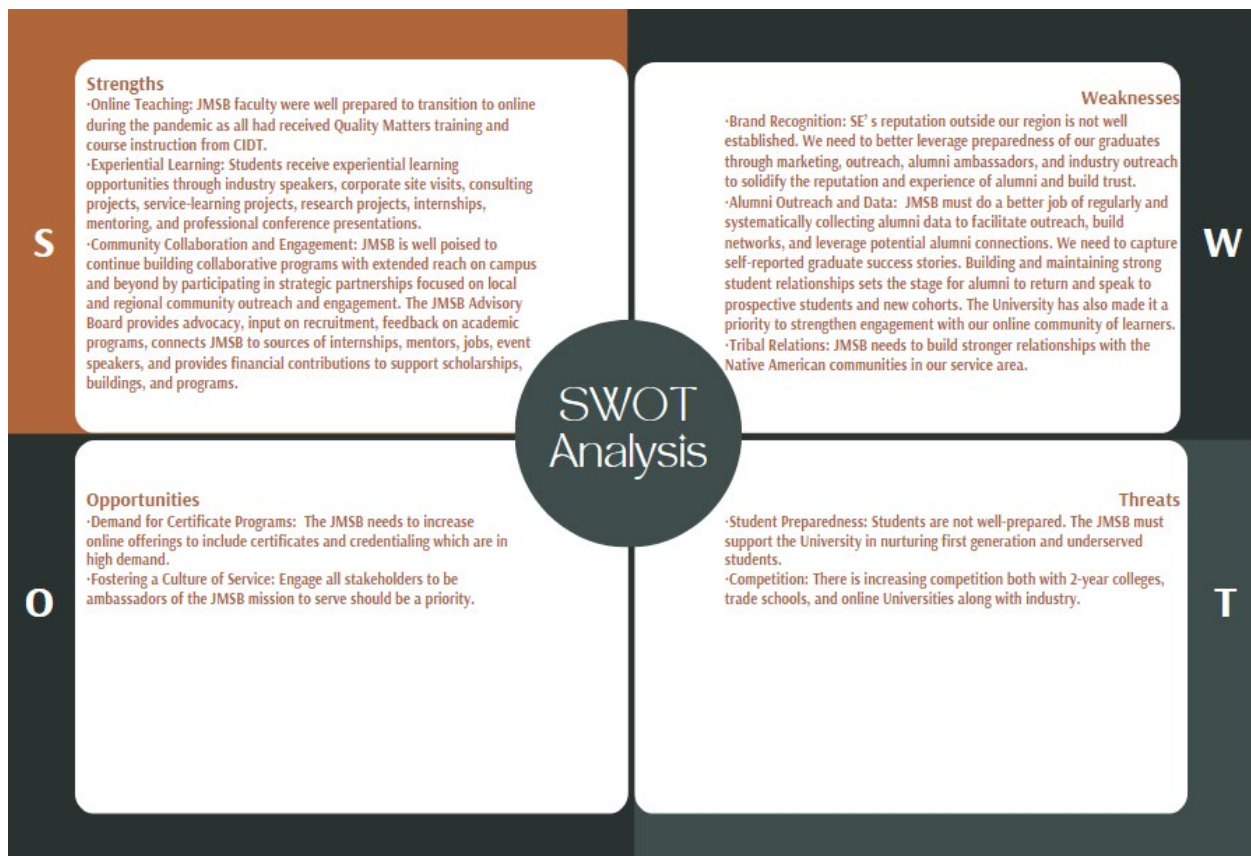 Strengths
·Online Teaching: JMSB faculty were well prepared to transition to online
during the pandemic as all had received Quality Matters training and
course instruction from CIDT.
·Experiential Learning: Students receive experiential learning
opportunities through industry speakers, corporate site visits, consulting
projects, service-learning projects, research projects, internships,
mentoring, and professional conference presentations.
·Community Collaboration and Engagement: JMSB is well poised to
continue building collaborative programs with extended reach on campus
and beyond by participating in strategic partnerships focused on local
and regional community outreach and engagement. The JMSB Advisory
Board provides advocacy, input on recruitment, feedback on academic
programs, connects JMSB to sources of internships, mentors, jobs, event
speakers, and provides financial contributions to support scholarships,
buildings, and programs.
S
Weaknesses
·Brand Recognition: SE' s reputation outside our region is not well
established. We need to better leverage preparedness of our graduates
through marketing, outreach, alumni ambassadors, and industry outreach
to solidify the reputation and experience of alumni and build trust.
·Alumni Outreach and Data: JMSB must do a better job of regularly and
systematically collecting alumni data to facilitate outreach, build
networks, and leverage potential alumni connections. We need to capture
self-reported graduate success stories. Building and maintaining strong
student relationships sets the stage for alumni to return and speak to
prospective students and new cohorts. The University has also made it a
priority to strengthen engagement with our online community of learners.
·Tribal Relations: JMSB needs to build stronger relationships with the
Native American communities in our service area.
W
SWOT
Analysis
Opportunities
·Demand for Certificate Programs: The JMSB needs to increase
online offerings to include certificates and credentialing which are in
high demand.
·Fostering a Culture of Service: Engage all stakeholders to be
ambassadors of the JMSB mission to serve should be a priority.
O
Threats
·Student Preparedness: Students are not well-prepared. The JMSB must
support the University in nurturing first generation and underserved
students.
·Competition: There is increasing competition both with 2-year colleges,
trade schools, and online Universities along with industry.
T